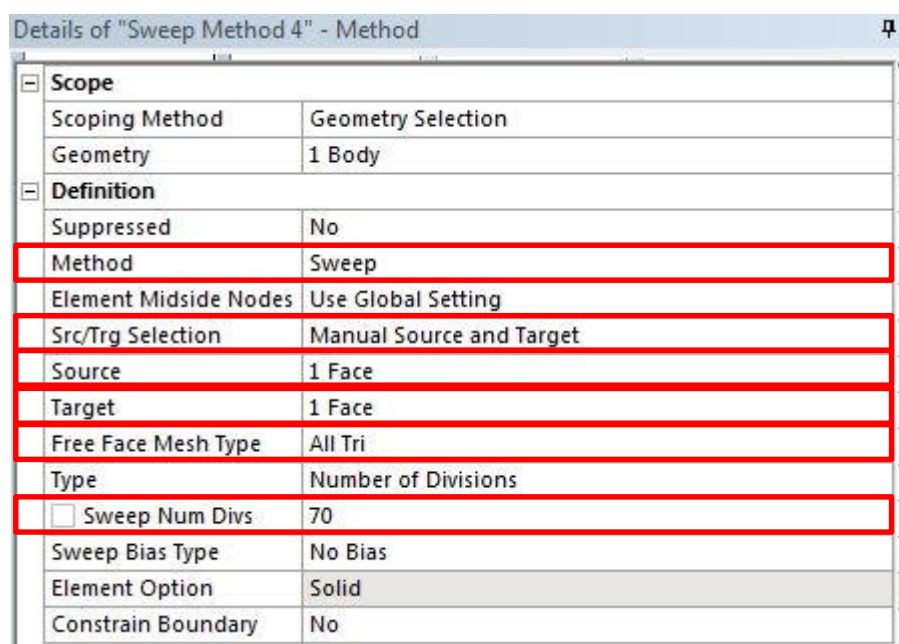 Details of "Sweep Method 4" - Method
Scope
Scoping Method Geometry Selection
Geometry 1 Body
Definition
Suppressed No
Method Sweep
Element Midside Nodes Use Global Setting
Src/Trg Selection Manual Source and Target
Source 1 Face
Target 1 Face
Free Face Mesh Type All Tri
Type Number of Divisions
Sweep Num Divs 70
Sweep Bias Type No Bias
Element Option Solid
Constrain Boundary No